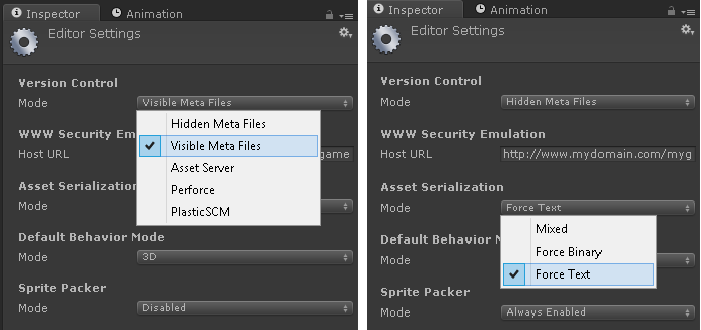 Inspector
Animation
Editor Settings
Version Control
Mode
Visible Meta Files
Hidden Meta Files
Visible Meta Files
Asset Server
Perforce
PlasticSCM
WWW Security Emu
Host URL
game
Asset Serialization
Mode
Default Behavior Mode
Mode
3D
Sprite Packer
Mode
Disabled
Inspector
Animation
Editor Settings
Version Control
Mode
Hidden Meta Files
WWW Security Emulation
Host URL
http://www.mydomain.com/myg
Asset Serialization
Mode
Force Text
Mixed
Force Binary
Force Text
Default Behavior M
Mode
Sprite Packer
Mode
Always Enabled